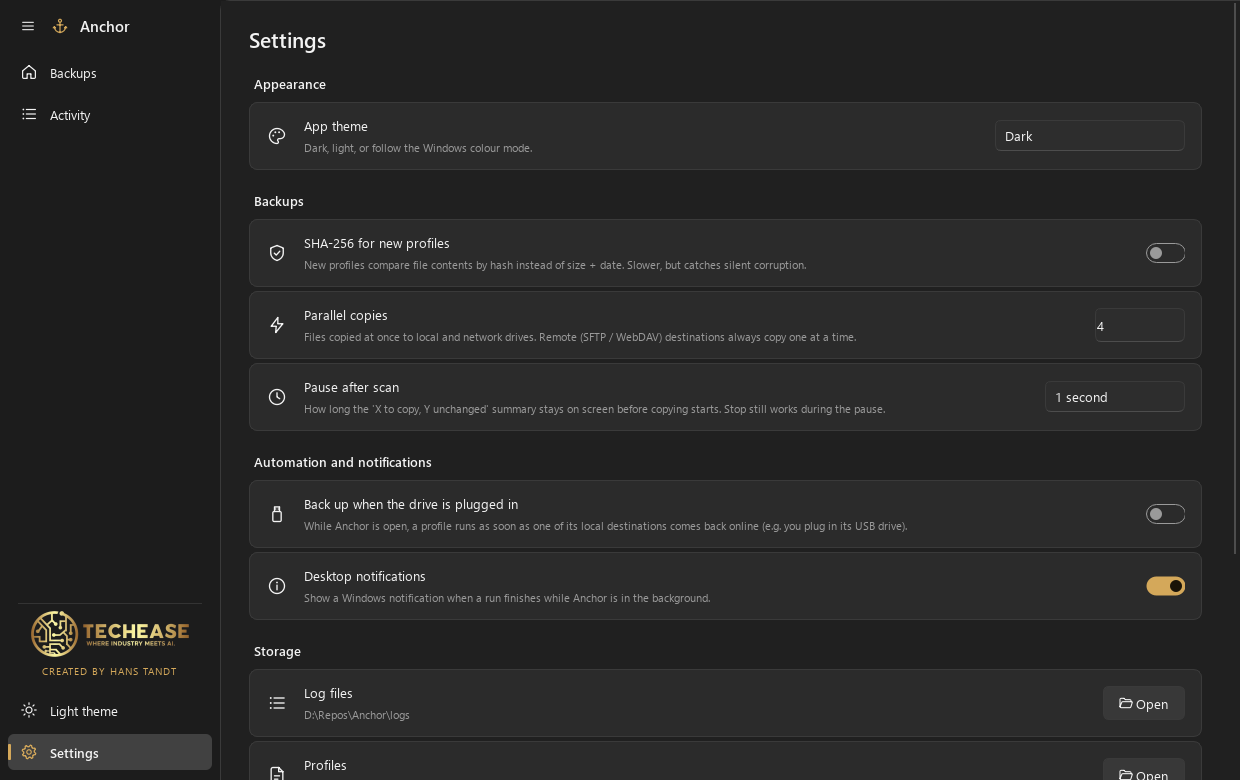 Anchor
Backups
Activity
TECHEASE
WHERE INDUSTRY MEETS AI.
CREATED BY HANS TANDT
Light theme
Settings
Settings
Appearance
App theme
Dark, light, or follow the Windows colour mode.
Dark
Backups
SHA-256 for new profiles
New profiles compare file contents by hash instead of size + date. Slower, but catches silent corruption.
Parallel copies
Files copied at once to local and network drives. Remote (SFTP / WebDAV) destinations always copy one at a time.
4
Pause after scan
How long the 'X to copy, Y unchanged' summary stays on screen before copying starts. Stop still works during the pause.
1 second
Automation and notifications
Back up when the drive is plugged in
While Anchor is open, a profile runs as soon as one of its local destinations comes back online (e.g. you plug in its USB drive).
Desktop notifications
Show a Windows notification when a run finishes while Anchor is in the background.
Storage
Log files
D:\Repos\Anchor\logs
Open
Profiles
Open